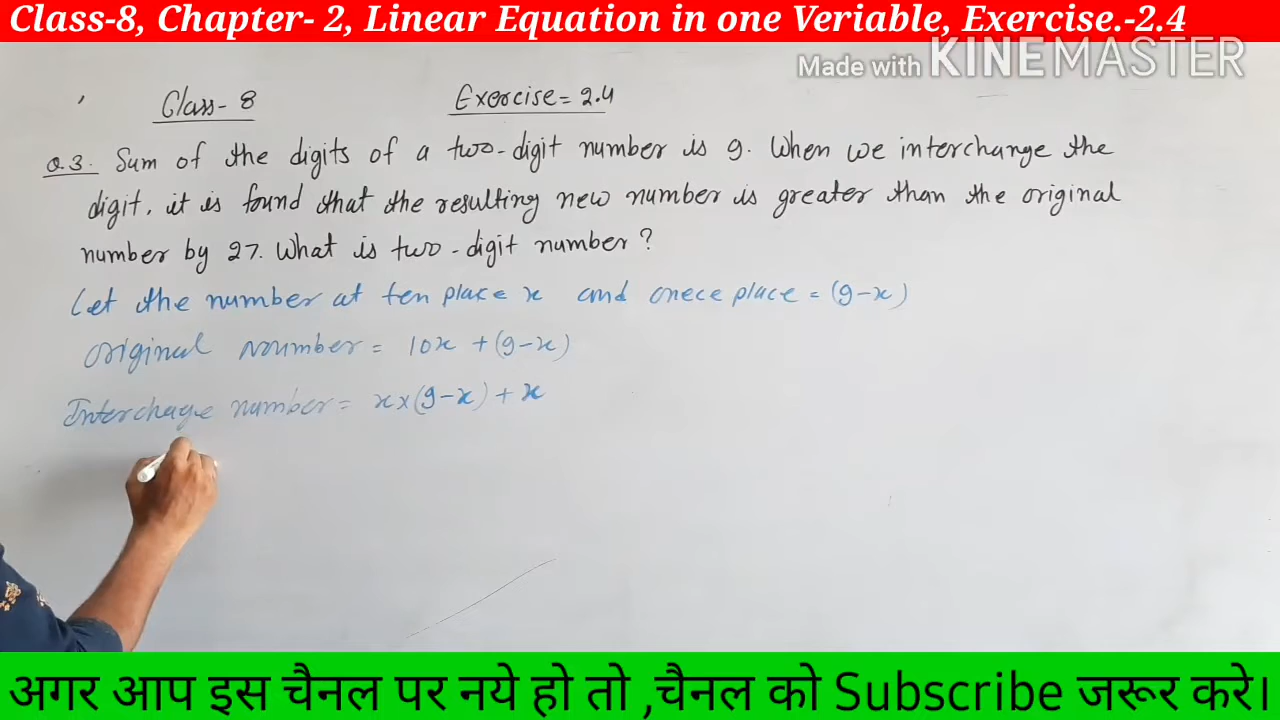 Class-8, Chapter- 2, Linear Equation in one Veriable, Exercise.-2.4
Made with KINEMASTER
Class- 8 Exercise= 2.4
Q.3. Sum of the digits of a two-digit number is 9. When we interchange the
digit, it is found that the resulting new number is greater than the original
number by 27. What is two-digit number?
Let the number at ten place x and onece place = (9-x)
original noumber = 10x + (9-x)
Interchage number = x×(9-x) + x
अगर आप इस चैनल पर नये हो तो ,चैनल को Subscribe जरूर करे।